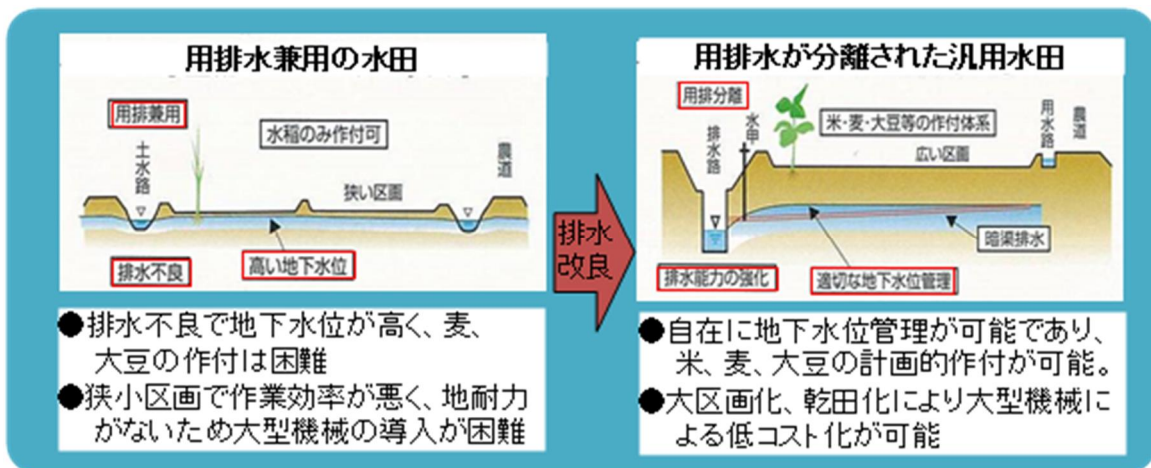 用排水兼用の水田
用排兼用
水稲のみ作付可
土水路
農道
狭い区画
排水不良
高い地下水位
●排水不良で地下水位が高く、麦、
大豆の作付は困難
●狭小区画で作業効率が悪く、地耐力
がないため大型機械の導入が困難
排水
改良
用排水が分離された汎用水田
用排分離
水甲
米・麦・大豆等の作付体系
用水路
農道
排水路
広い区画
暗渠排水
排水能力の強化
適切な地下水位管理
●自在に地下水位管理が可能であり、
米、麦、大豆の計画的作付が可能。
●大区画化、乾田化により大型機械に
よる低コスト化が可能